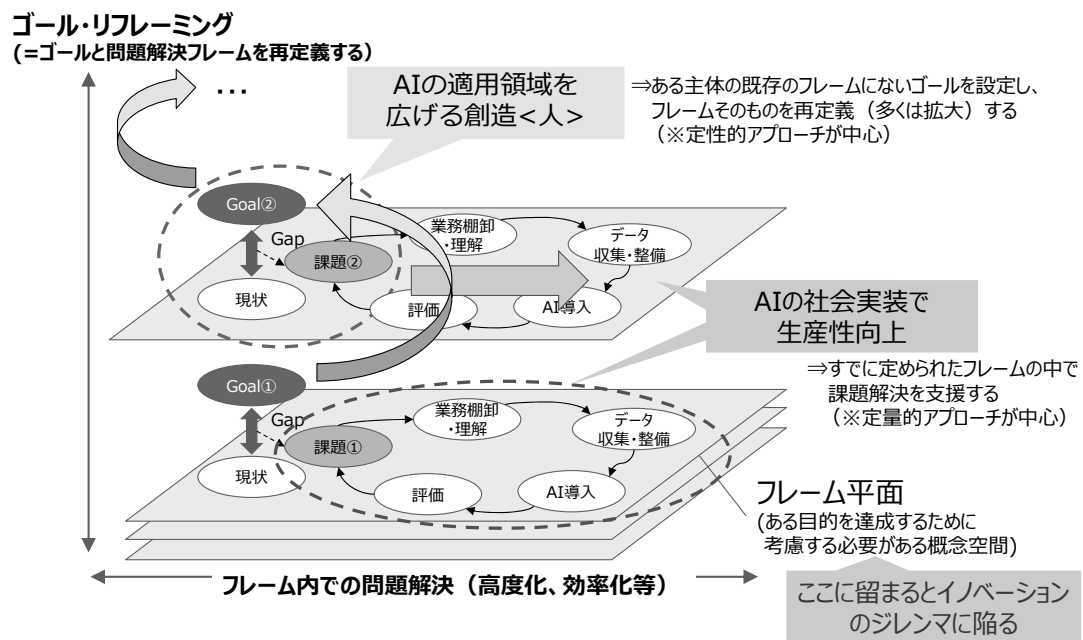 ゴール・リフレーミング
(=ゴールと問題解決フレームを再定義する)
・・・
AIの適用領域を
広げる創造<人>
⇒ある主体の既存のフレームにないゴールを設定し、
フレームそのものを再定義（多くは拡大）する
（※定性的アプローチが中心）
Goal②
Gap
課題②
現状
業務棚卸
・理解
データ
収集・整備
AI導入
評価
AIの社会実装で
生産性向上
⇒すでに定められたフレームの中で
課題解決を支援する
（※定量的アプローチが中心）
Goal①
Gap
課題①
現状
業務棚卸
・理解
データ
収集・整備
AI導入
評価
フレーム平面
(ある目的を達成するために
考慮する必要がある概念空間)
フレーム内での問題解決（高度化、効率化等）
ここに留まるとイノベーション
のジレンマに陥る